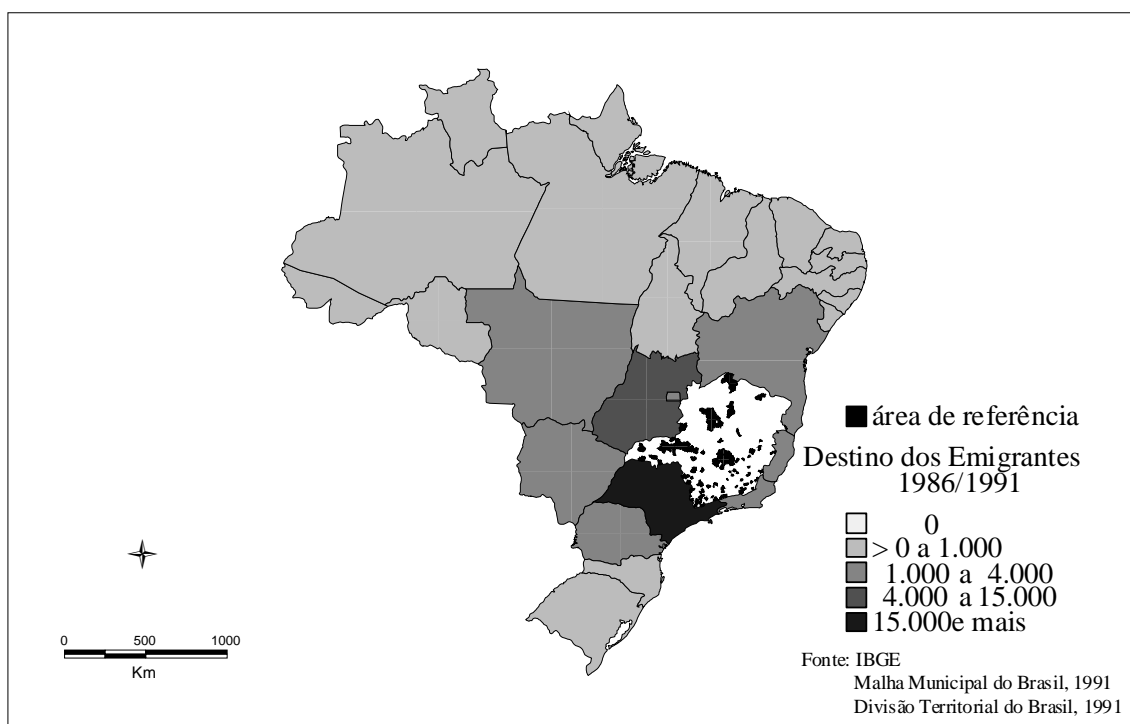 área de referência
Destino dos Emigrantes
1986/1991
0
> 0 a 1.000
1.000 a 4.000
4.000 a 15.000
15.000e mais
0 500 1000
Km
Fonte: IBGE
Malha Municipal do Brasil, 1991
Divisão Territorial do Brasil, 1991